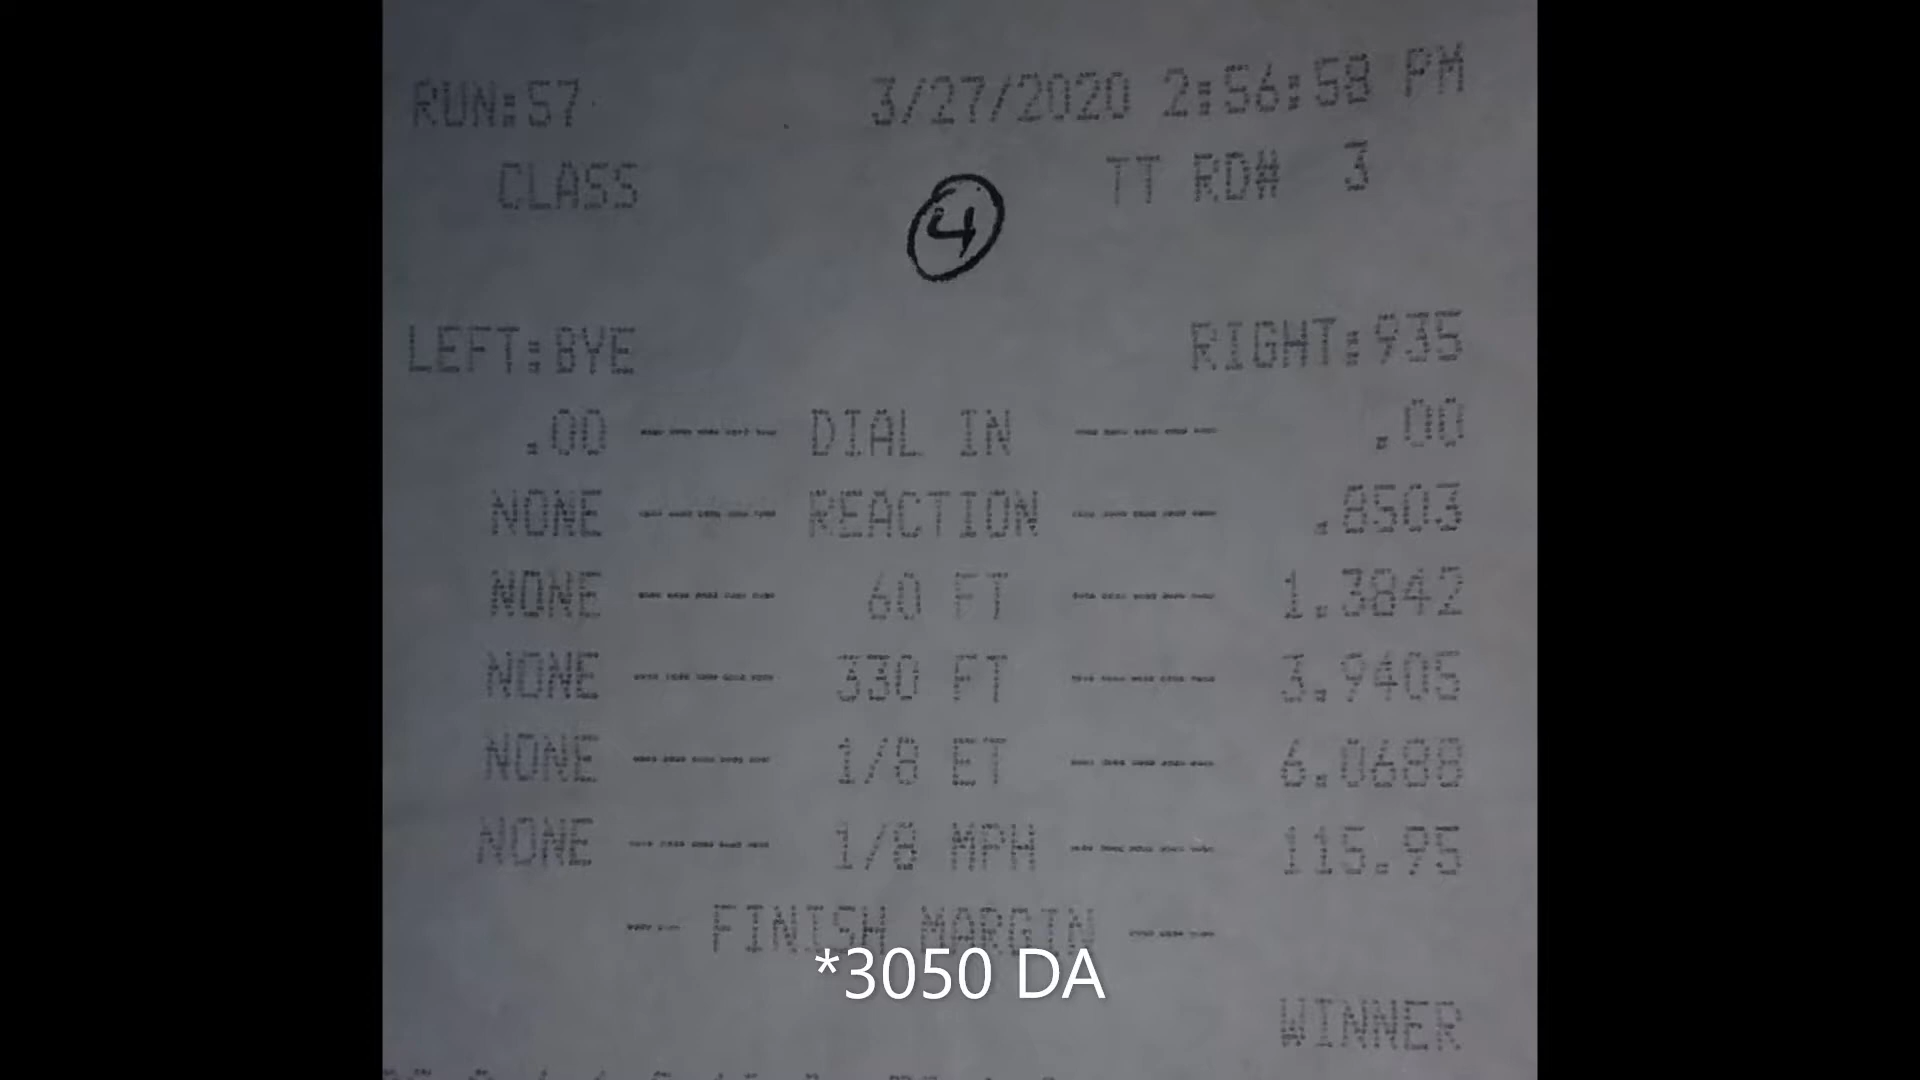 RUN:57 3/27/2020 2:56:58 PM
CLASS TT RD# 3
4
LEFT:BYE RIGHT:935
.00 ----- DIAL IN ----- .00
NONE ----- REACTION ----- .8503
NONE ----- 60 FT ----- 1.3842
NONE ----- 330 FT ----- 3.9405
NONE ----- 1/8 ET ----- 6.0688
NONE ----- 1/8 MPH ----- 115.95
-- FINISH MARGIN ---
*3050 DA
WINNER